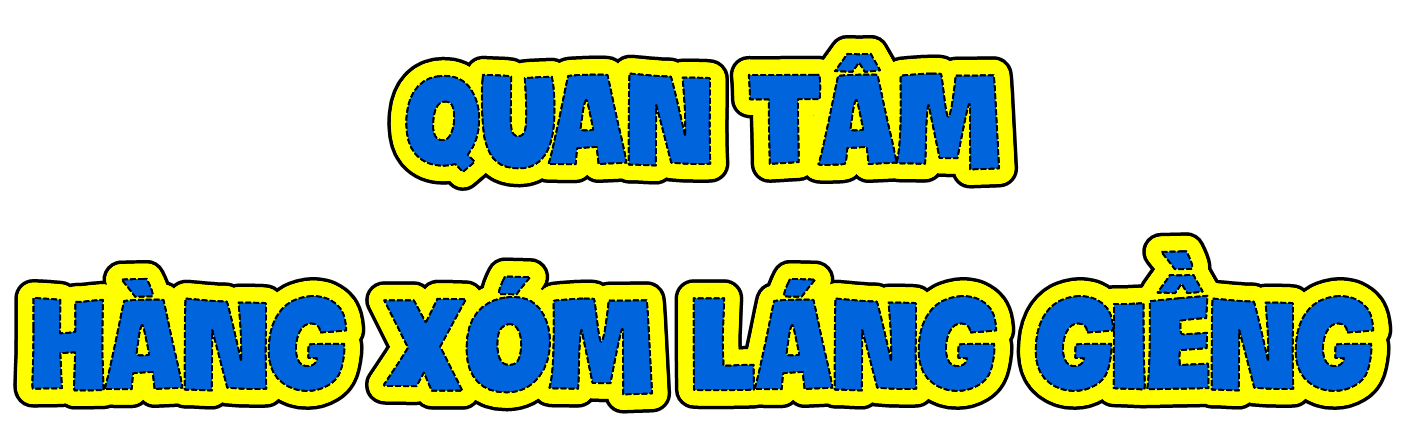 QUAN TÂM
HÀNG XÓM LÁNG GIỀNG